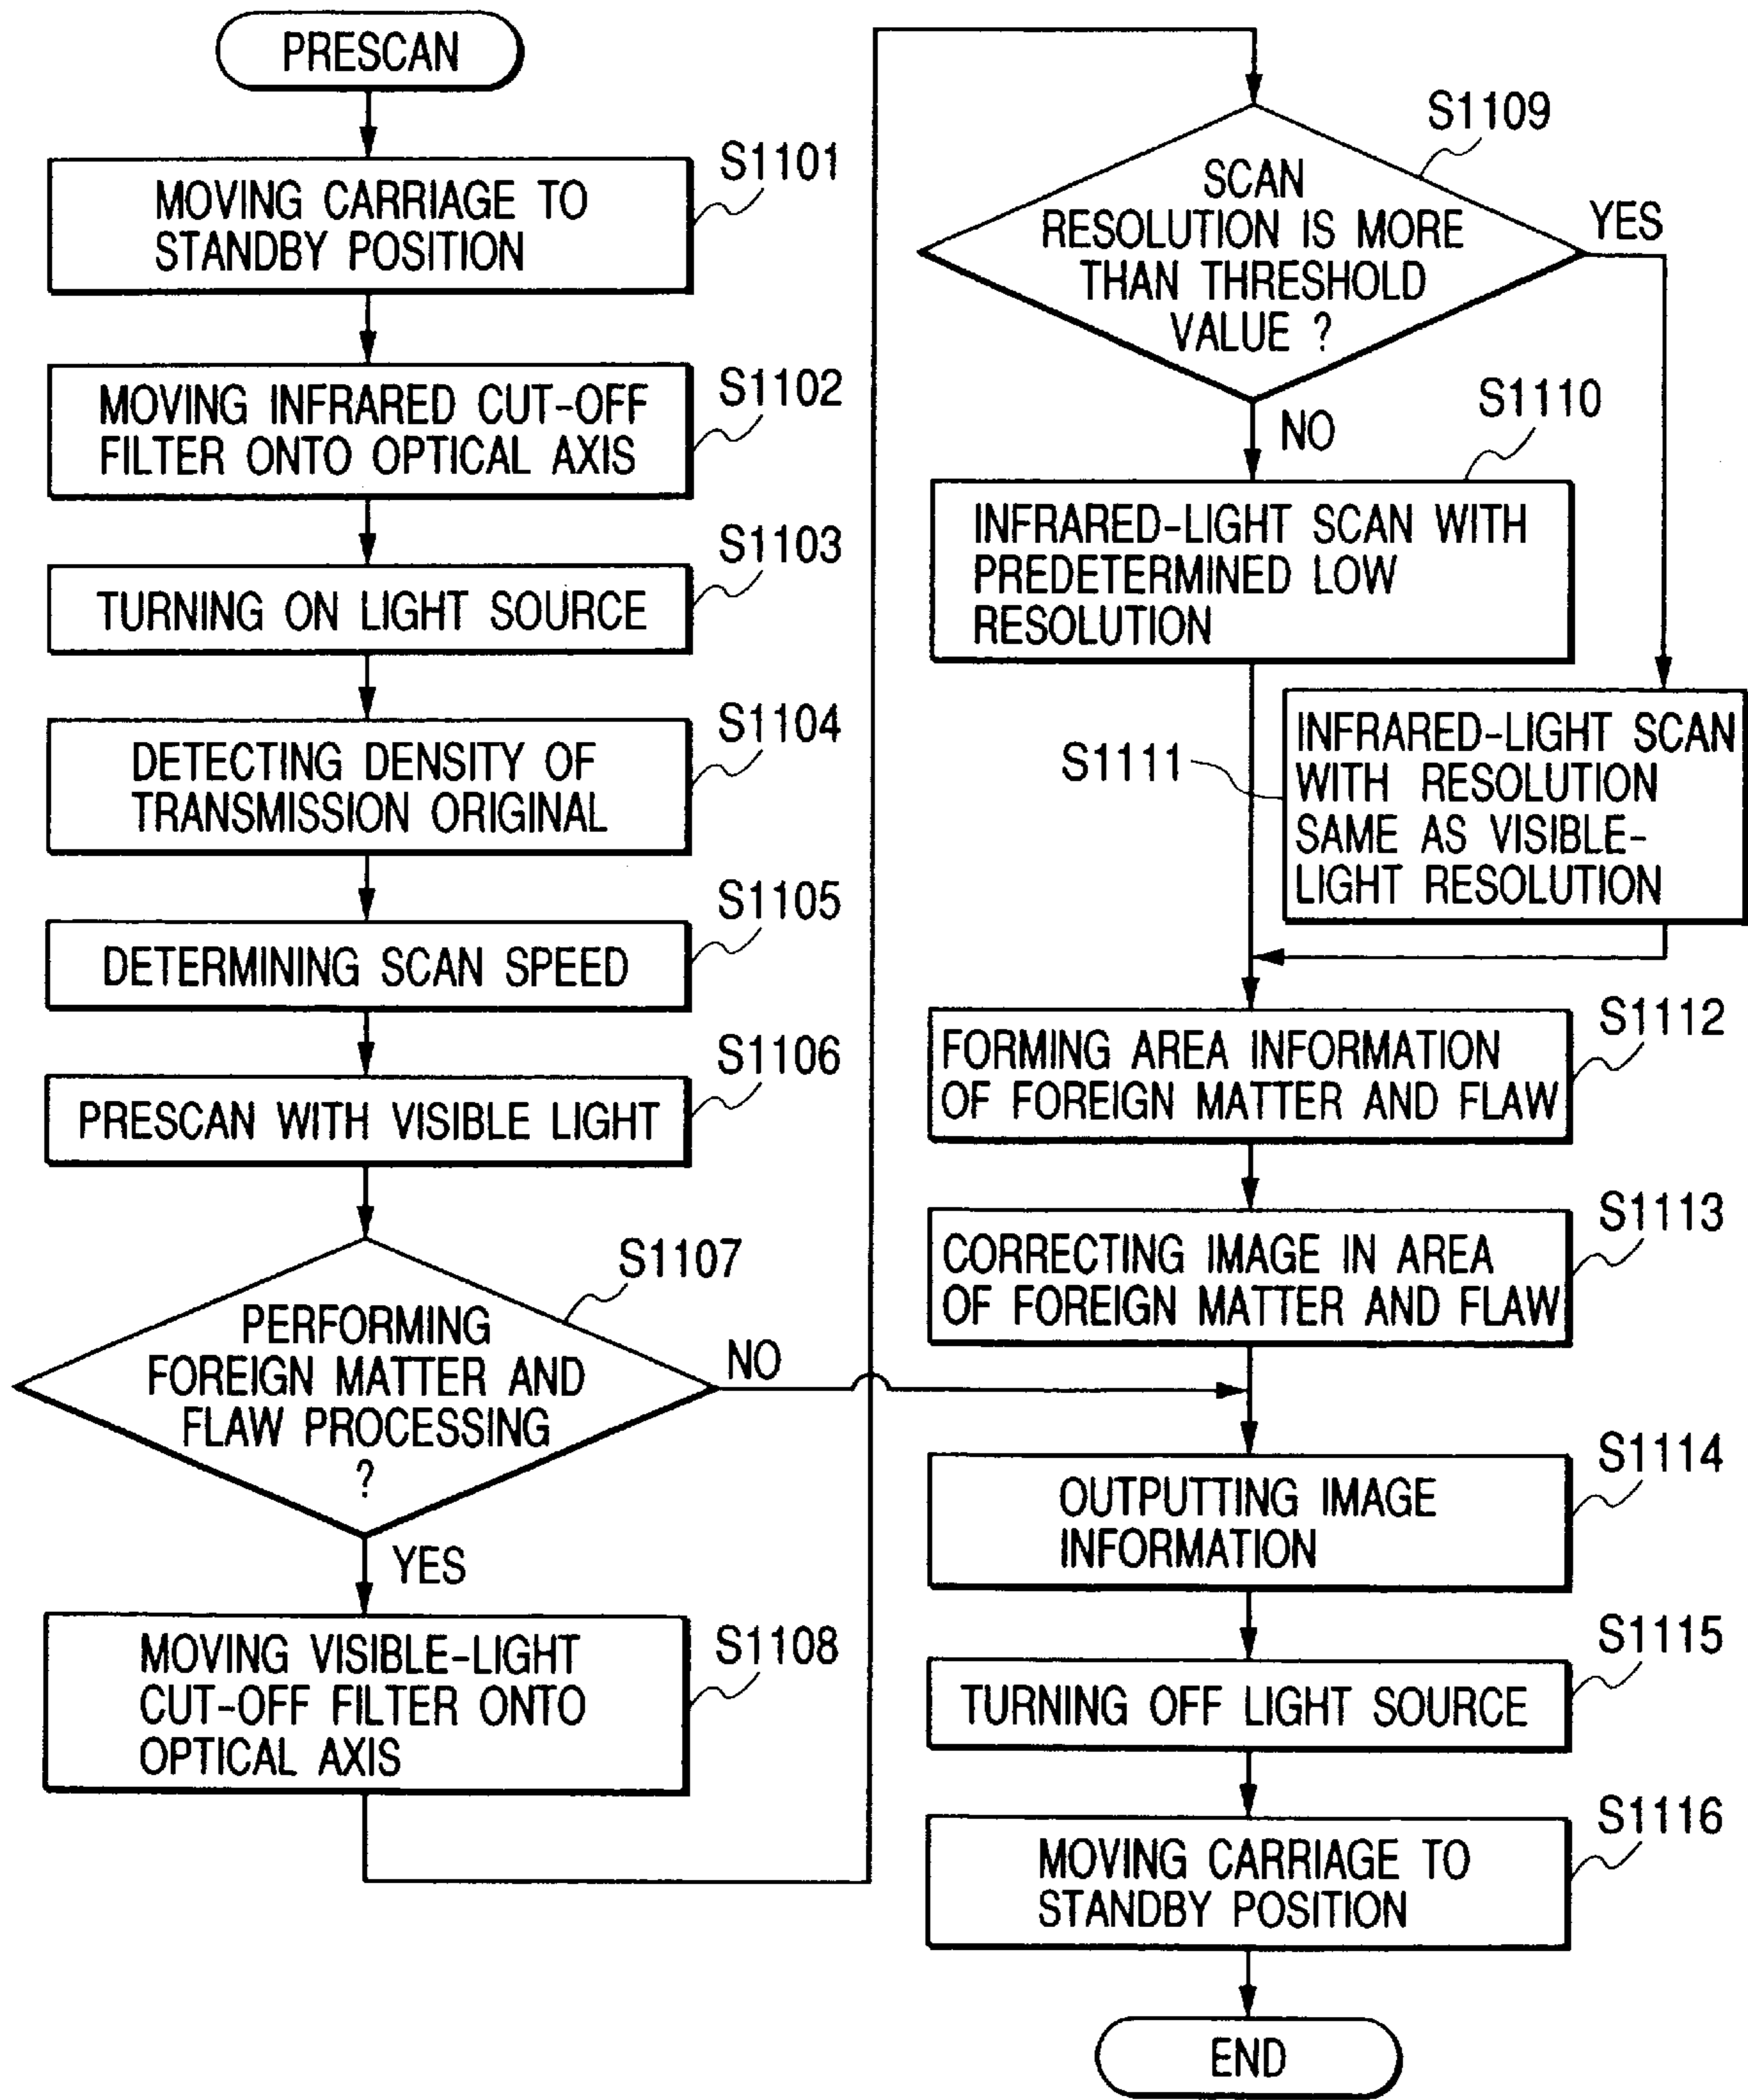 PRESCAN
S1101
MOVING CARRIAGE TO
STANDBY POSITION
S1102
MOVING INFRARED CUT-OFF
FILTER ONTO OPTICAL AXIS
S1103
TURNING ON LIGHT SOURCE
S1104
DETECTING DENSITY OF
TRANSMISSION ORIGINAL
S1105
DETERMINING SCAN SPEED
S1106
PRESCAN WITH VISIBLE LIGHT
S1107
PERFORMING
FOREIGN MATTER AND
FLAW PROCESSING
?
NO
YES
S1108
MOVING VISIBLE-LIGHT
CUT-OFF FILTER ONTO
OPTICAL AXIS
S1109
SCAN
RESOLUTION IS MORE
THAN THRESHOLD
VALUE ?
YES
NO
S1110
INFRARED-LIGHT SCAN WITH
PREDETERMINED LOW
RESOLUTION
S1111
INFRARED-LIGHT SCAN
WITH RESOLUTION
SAME AS VISIBLE-
LIGHT RESOLUTION
S1112
FORMING AREA INFORMATION
OF FOREIGN MATTER AND FLAW
S1113
CORRECTING IMAGE IN AREA
OF FOREIGN MATTER AND FLAW
S1114
OUTPUTTING IMAGE
INFORMATION
S1115
TURNING OFF LIGHT SOURCE
S1116
MOVING CARRIAGE TO
STANDBY POSITION
END